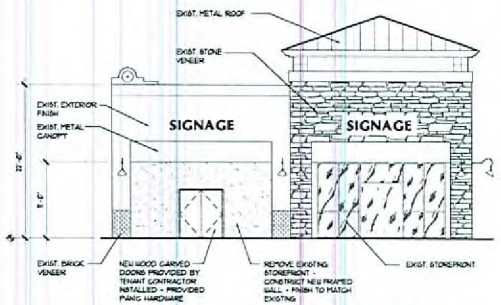 EXIST. METAL ROOF
EXIST. STONE
VENEER
EXIST. EXTERIOR
FINISH
EXIST. METAL
CANOPY
SIGNAGE
SIGNAGE
EXIST. BRICK
VENEER
NEW WOOD CARVED
DOORS PROVIDED BY
TENANT CONTRACTOR
INSTALLED - PROVIDED
PANIC HARDWARE
REMOVE EXISTING
STOREFRONT -
CONSTRUCT NEW FRAMED
WALL - FINISH TO MATCH
EXISTING
EXIST. STOREFRONT